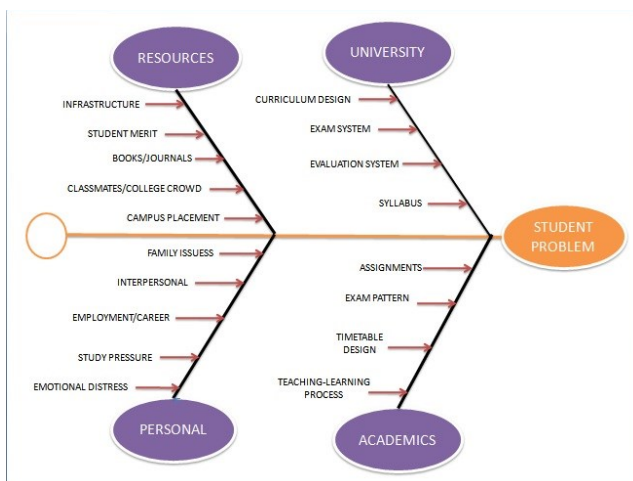 RESOURCES
UNIVERSITY
INFRASTRUCTURE
STUDENT MERIT
BOOKS/JOURNALS
CLASSMATES/COLLEGE CROWD
CAMPUS PLACEMENT
CURRICULUM DESIGN
EXAM SYSTEM
EVALUATION SYSTEM
SYLLABUS
STUDENT
PROBLEM
FAMILY ISSUESS
INTERPERSONAL
EMPLOYMENT/CAREER
STUDY PRESSURE
EMOTIONAL DISTRESS
ASSIGNMENTS
EXAM PATTERN
TIMETABLE
DESIGN
TEACHING-LEARNING
PROCESS
PERSONAL
ACADEMICS